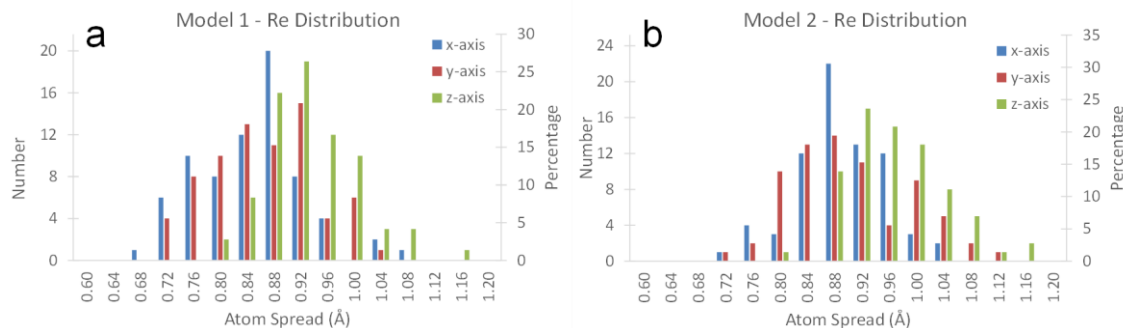 a
Model 1 - Re Distribution
20
16
12
8
4
0
Number
30
25
20
15
10
5
0
Percentage
x-axis
y-axis
z-axis
0.60 0.64 0.68 0.72 0.76 0.80 0.84 0.88 0.92 0.96 1.00 1.04 1.08 1.12 1.16 1.20
Atom Spread (Å)
b
Model 2 - Re Distribution
24
20
16
12
8
4
0
Number
35
30
25
20
15
10
5
0
Percentage
x-axis
y-axis
z-axis
0.60 0.64 0.68 0.72 0.76 0.80 0.84 0.88 0.92 0.96 1.00 1.04 1.08 1.12 1.16 1.20
Atom Spread (Å)